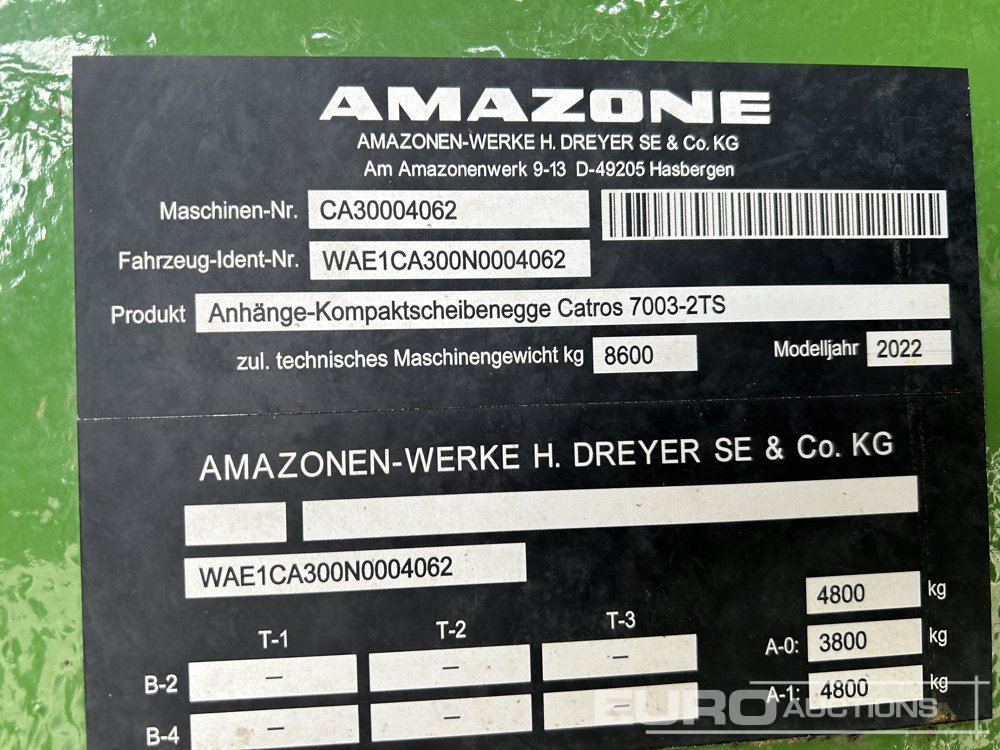 AMAZONE
AMAZONEN-WERKE H. DREYER SE & Co. KG
Am Amazonenwerk 9-13 D-49205 Hasbergen
Maschinen-Nr. CA30004062
Fahrzeug-Ident-Nr. WAE1CA300N0004062
Produkt Anhänge-Kompaktscheibenegge Catros 7003-2TS
zul. technisches Maschinengewicht kg 8600 Modelljahr 2022
AMAZONEN-WERKE H. DREYER SE & Co. KG
WAE1CA300N0004062
4800 kg
T-1 T-2 T-3
A-0: 3800 kg
B-2 – – –
A-1: 4800 kg
B-4 – – –
EURO AUCTIONS